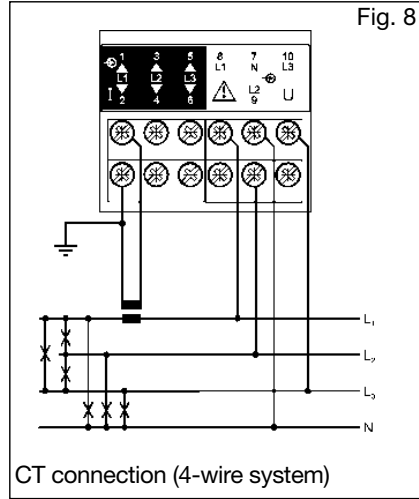 Fig. 8
1 3 5 8 7 10
L1 N L3
L1 L2 L3
L2
I U
2 4 6 9
L1
L2
L3
N
CT connection (4-wire system)